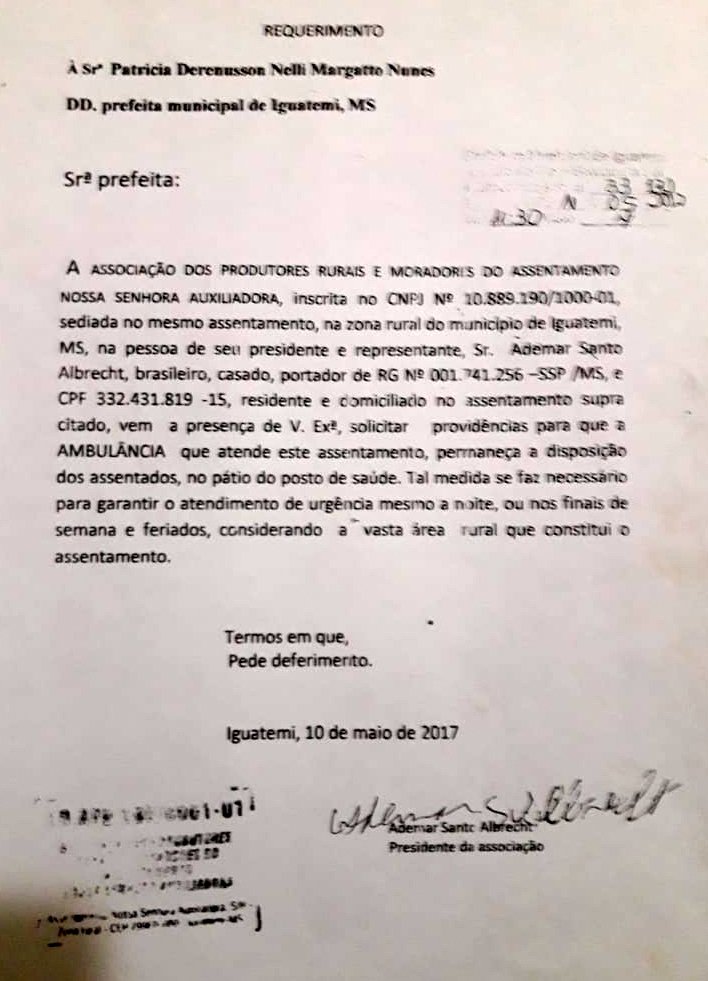 REQUERIMENTO
À Srª Patricia Derenusson Nelli Margatto Nunes
DD. prefeita municipal de Iguatemi, MS
Srª prefeita:
A ASSOCIAÇÃO DOS PRODUTORES RURAIS E MORADORES DO ASSENTAMENTO
NOSSA SENHORA AUXILIADORA, inscrita no CNPJ Nº 10.889.190/1000-01,
sediada no mesmo assentamento, na zona rural do município de Iguatemi,
MS, na pessoa de seu presidente e representante, Sr. Ademar Santo
Albrecht, brasileiro, casado, portador de RG Nº 001.741.256 –SSP /MS, e
CPF 332.431.819 -15, residente e domiciliado no assentamento supra
citado, vem a presença de V. Exª, solicitar providências para que a
AMBULÂNCIA que atende este assentamento, permaneça a disposição
dos assentados, no pátio do posto de saúde. Tal medida se faz necessário
para garantir o atendimento de urgência mesmo a noite, ou nos finais de
semana e feriados, considerando a vasta área rural que constitui o
assentamento.
Termos em que,
Pede deferimento.
Iguatemi, 10 de maio de 2017
Ademar Santo Albrecht
Presidente da associação